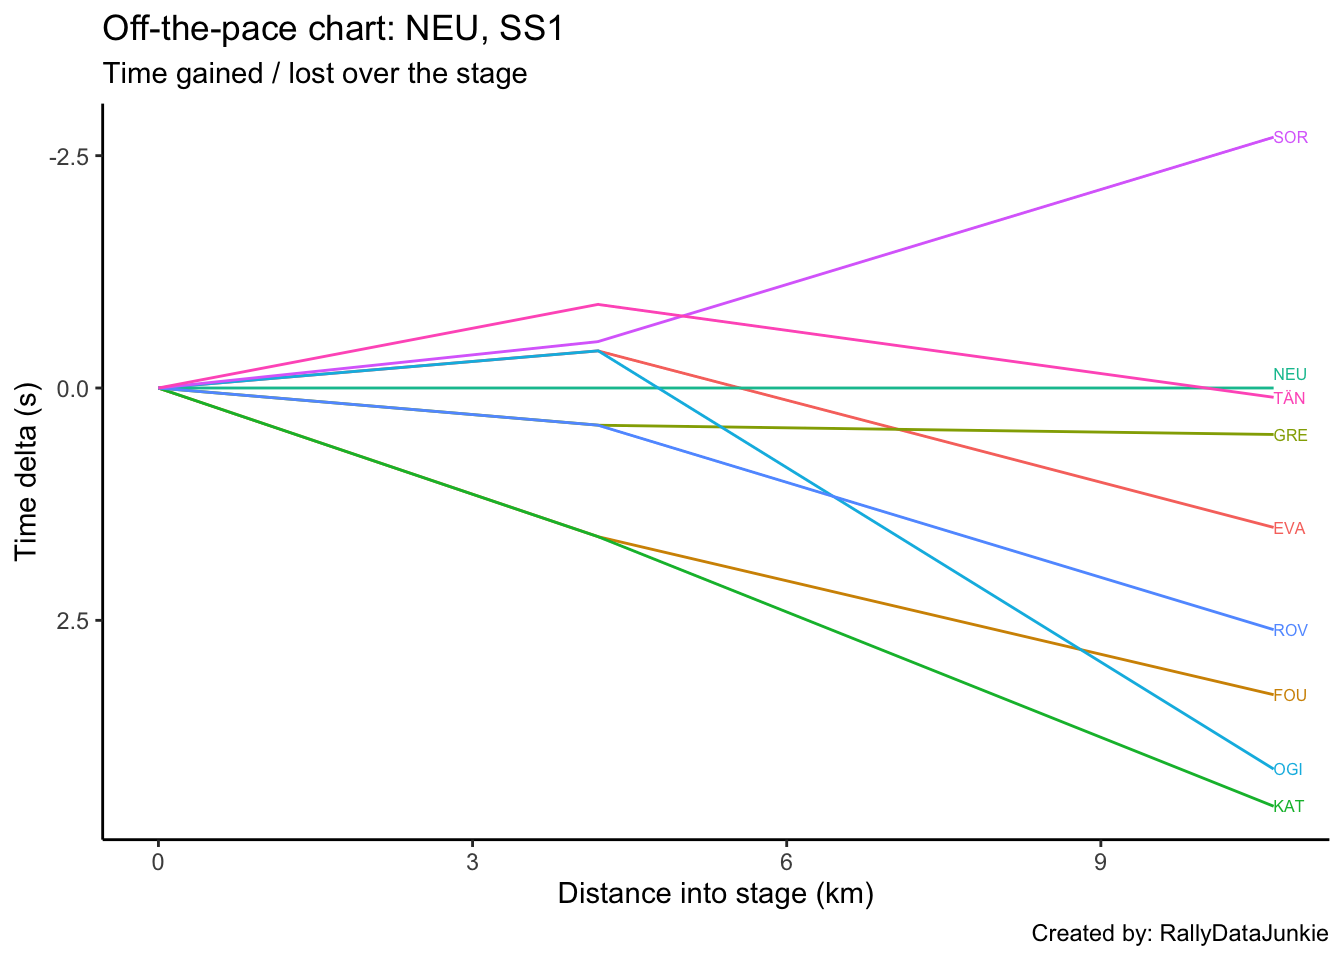 Off-the-pace chart: NEU, SS1
Time gained / lost over the stage
-2.5
0.0
2.5
Time delta (s)
SOR
NEU
TÄN
GRE
EVA
ROV
FOU
OGI
KAT
0 3 6 9
Distance into stage (km)
Created by: RallyDataJunkie